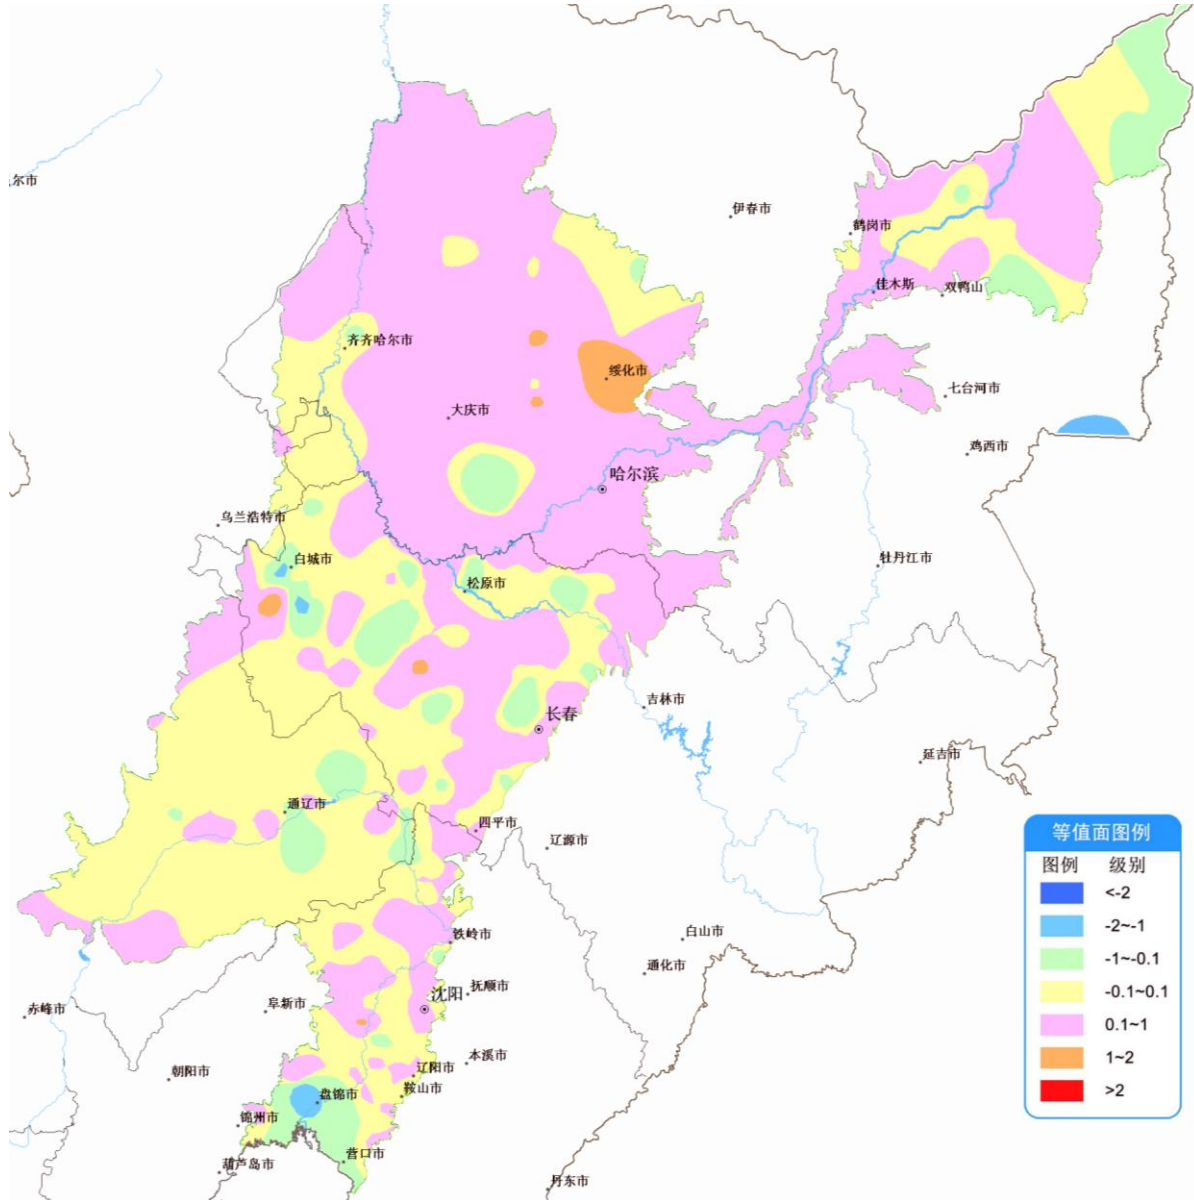 尔市
伊春市
鹤岗市
佳木斯
双鸭山
齐齐哈尔市
绥化市
七台河市
大庆市
鸡西市
哈尔滨
乌兰浩特市
白城市
牡丹江市
松原市
吉林市
长春
延吉市
通辽市
四平市
辽源市
白山市
铁岭市
通化市
抚顺市
沈阳
阜新市
赤峰市
本溪市
辽阳市
朝阳市
鞍山市
盘锦市
锦州市
营口市
葫芦岛市
丹东市
等值面图例
图例 级别
<-2
-2~-1
-1~-0.1
-0.1~0.1
0.1~1
1~2
>2